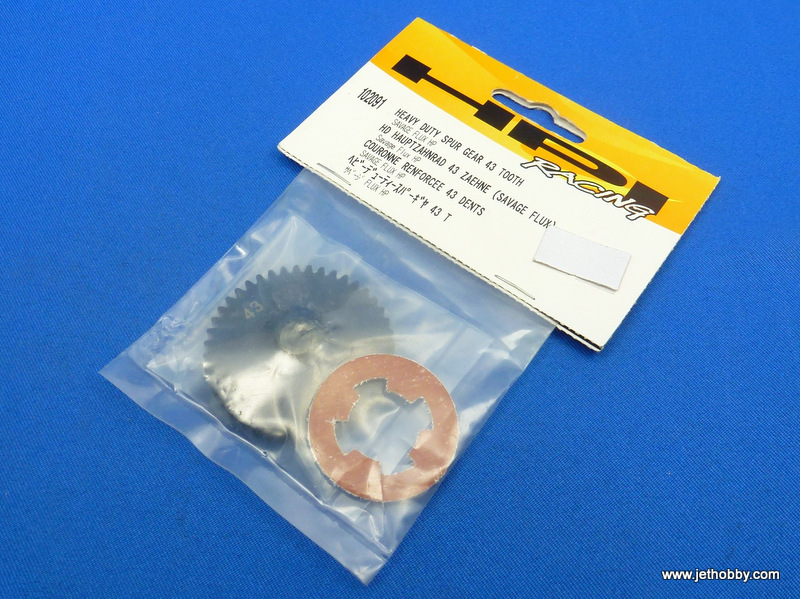 HPI
RACING
102091
HEAVY DUTY SPUR GEAR 43 TOOTH
SAVAGE FLUX HP
HD HAUPTZAHNRAD 43 ZAEHNE (SAVAGE FLUX)
Savage Flux HP
COURONNE RENFORCEE 43 DENTS
SAVAGE FLUX HP
ヘビーデューティースパーギヤ 43 T
サベージ FLUX HP
43
www.jethobby.com